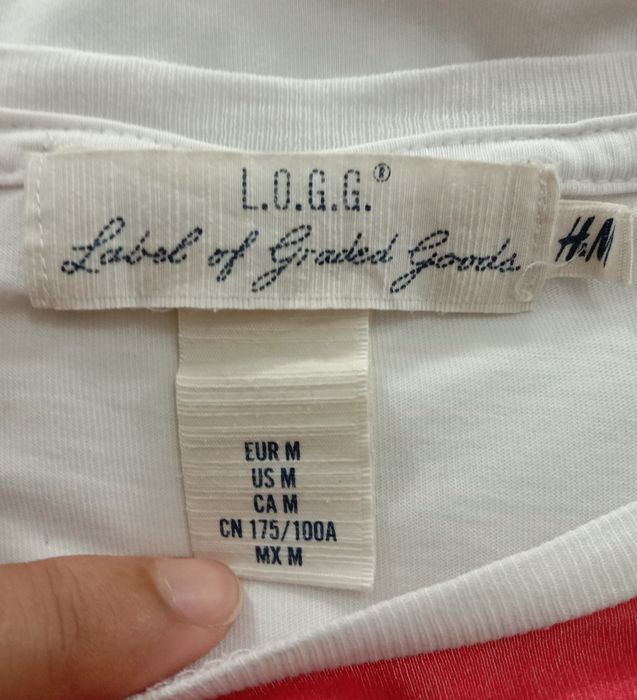 L.O.G.G.®
Label of Graded Goods
H&M
EUR M
US M
CA M
CN 175/100A
MX M